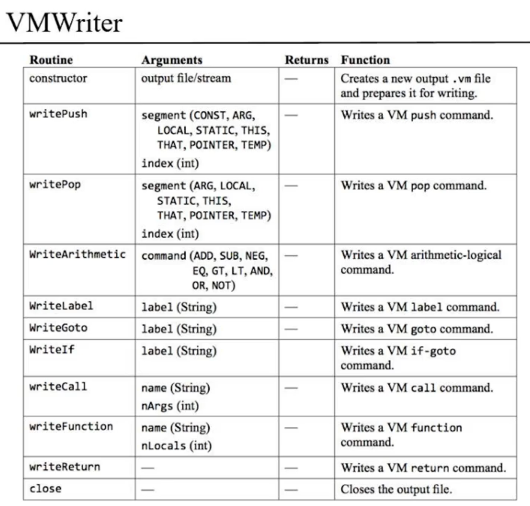 VMWriter
Routine Arguments Returns Function
constructor output file/stream — Creates a new output .vm file
and prepares it for writing.
writePush segment (CONST, ARG, — Writes a VM push command.
LOCAL, STATIC, THIS,
THAT, POINTER, TEMP)
index (int)
writePop segment (ARG, LOCAL, — Writes a VM pop command.
STATIC, THIS,
THAT, POINTER, TEMP)
index (int)
WriteArithmetic command (ADD, SUB, NEG, — Writes a VM arithmetic-logical
EQ, GT, LT, AND, command.
OR, NOT)
WriteLabel label (String) — Writes a VM label command.
WriteGoto label (String) — Writes a VM goto command.
WriteIf label (String) — Writes a VM if-goto
command.
writeCall name (String) — Writes a VM call command.
nArgs (int)
writeFunction name (String) — Writes a VM function
nLocals (int) command.
writeReturn — — Writes a VM return command.
close — — Closes the output file.